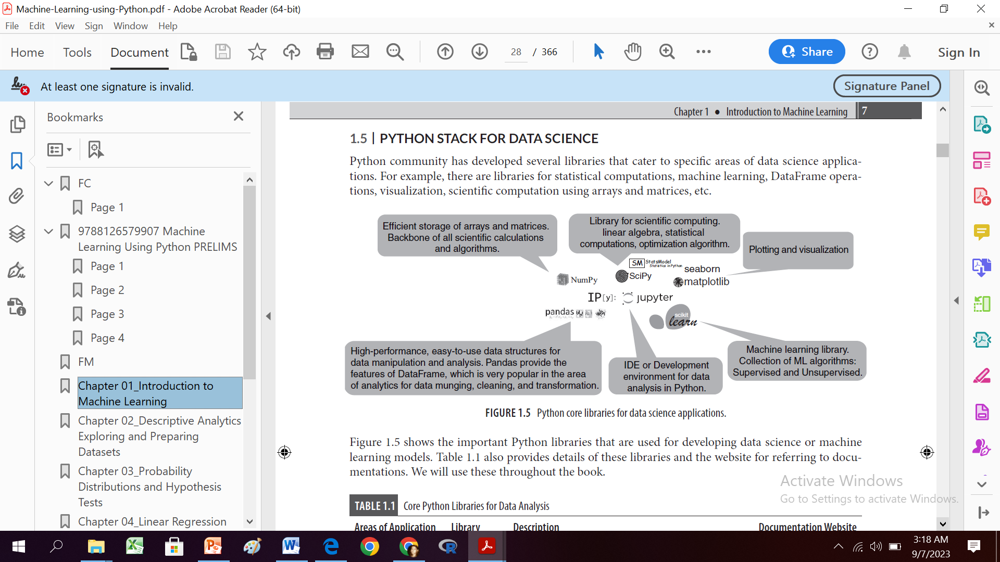 Machine-Learning-using-Python.pdf - Adobe Acrobat Reader (64-bit)
File Edit View Sign Window Help
Home Tools Document 28 / 366 Share Sign In
At least one signature is invalid.
Signature Panel
Bookmarks
FC
Page 1
9788126579907 Machine
Learning Using Python PRELIMS
Page 1
Page 2
Page 3
Page 4
FM
Chapter 01_Introduction to
Machine Learning
Chapter 02_Descriptive Analytics
Exploring and Preparing
Datasets
Chapter 03_Probability
Distributions and Hypothesis
Tests
Chapter 04_Linear Regression
Chapter 1 • Introduction to Machine Learning 7
1.5 | PYTHON STACK FOR DATA SCIENCE
Python community has developed several libraries that cater to specific areas of data science applica-
tions. For example, there are libraries for statistical computations, machine learning, DataFrame opera-
tions, visualization, scientific computation using arrays and matrices, etc.
Efficient storage of arrays and matrices.
Backbone of all scientific calculations
and algorithms.
Library for scientific computing.
linear algebra, statistical
computations, optimization algorithm.
Plotting and visualization
SM StatsModel
Statistics in Python
NumPy
SciPy
seaborn
matplotlib
IP[y]:
jupyter
pandas
scikit
learn
High-performance, easy-to-use data structures for
data manipulation and analysis. Pandas provide the
features of DataFrame, which is very popular in the area
of analytics for data munging, cleaning, and transformation.
IDE or Development
environment for data
analysis in Python.
Machine learning library.
Collection of ML algorithms:
Supervised and Unsupervised.
FIGURE 1.5 Python core libraries for data science applications.
Figure 1.5 shows the important Python libraries that are used for developing data science or machine
learning models. Table 1.1 also provides details of these libraries and the website for referring to docu-
mentations. We will use these throughout the book.
TABLE 1.1 Core Python Libraries for Data Analysis
Areas of Application Library Description Documentation Website
Activate Windows
Go to Settings to activate Windows.
3:18 AM
9/7/2023